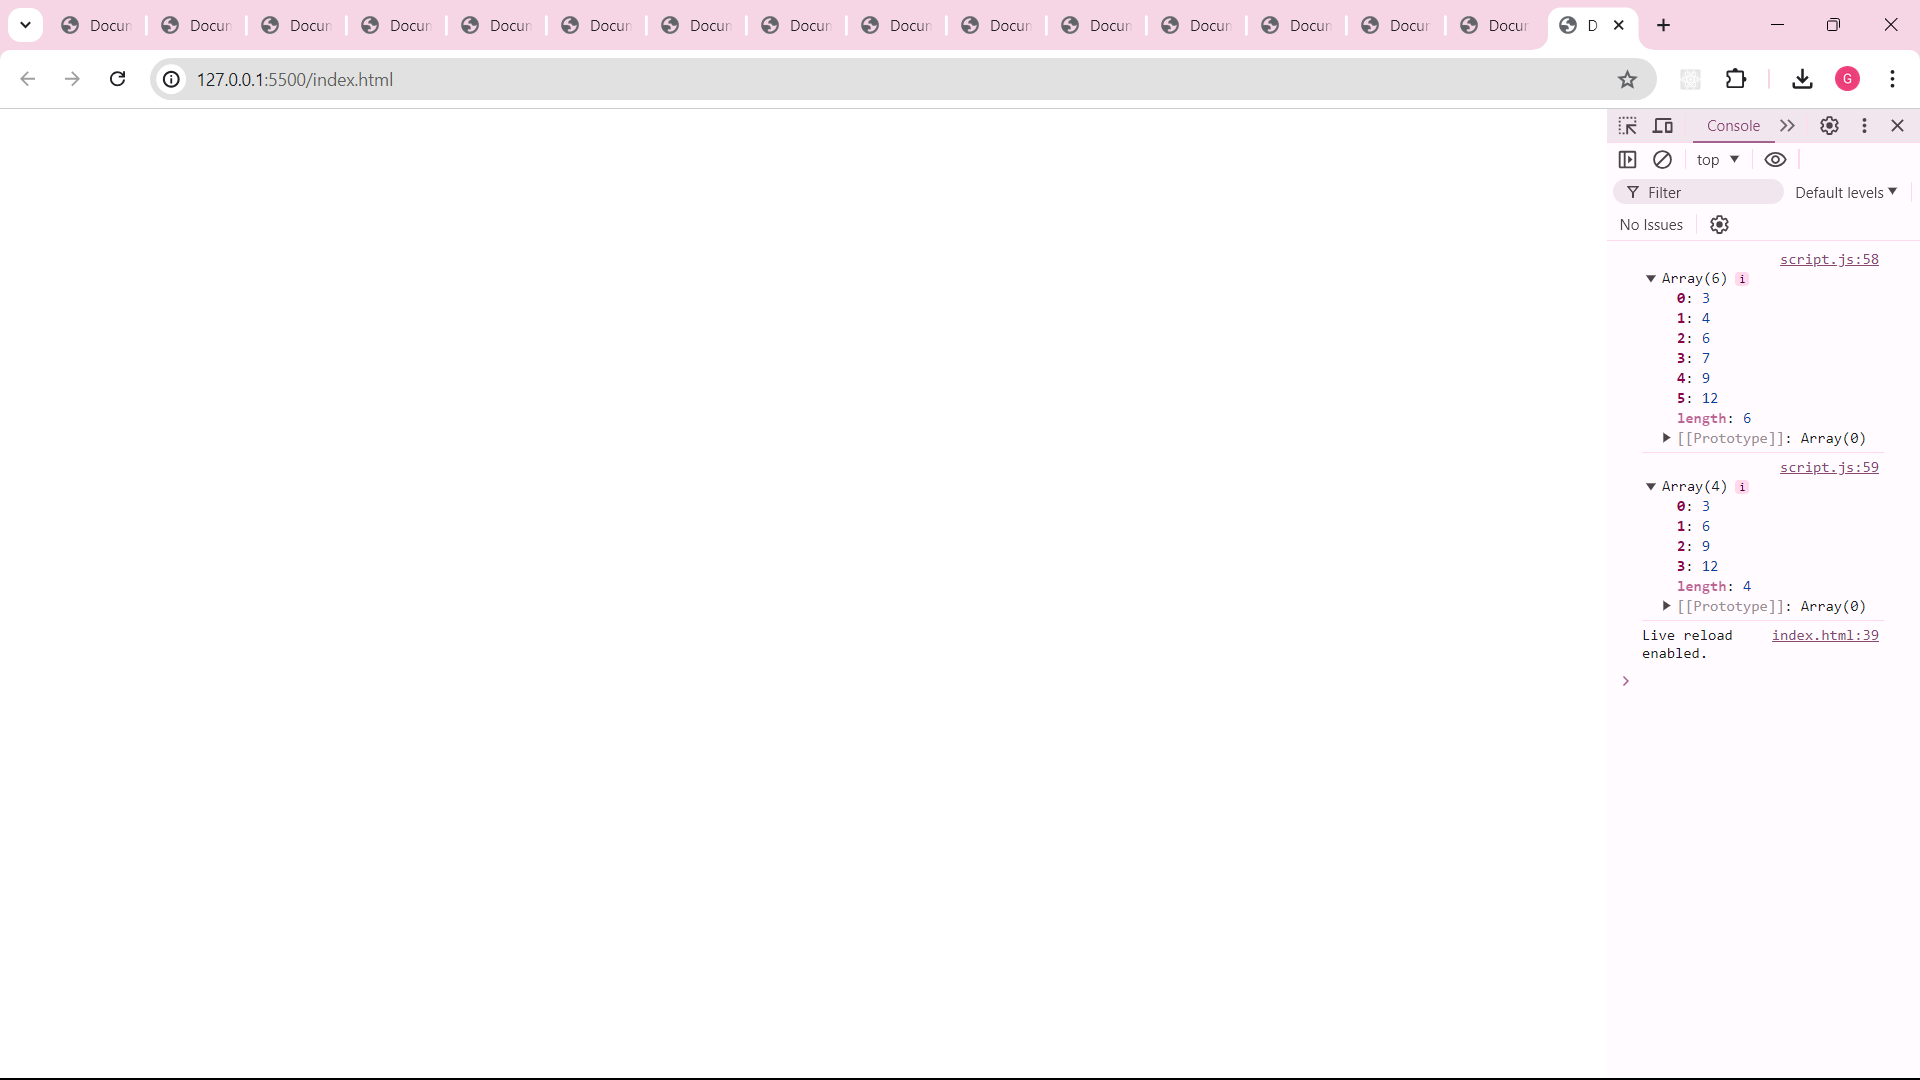 Docun Docun Docun Docun Docun Docun Docun Docun Docun Docun Docun Docun Docun Docun Docun D
127.0.0.1:5500/index.html
G
Console
top
Filter
Default levels
No Issues
script.js:58
Array(6) i
0: 3
1: 4
2: 6
3: 7
4: 9
5: 12
length: 6
[[Prototype]]: Array(0)
script.js:59
Array(4) i
0: 3
1: 6
2: 9
3: 12
length: 4
[[Prototype]]: Array(0)
Live reload index.html:39
enabled.